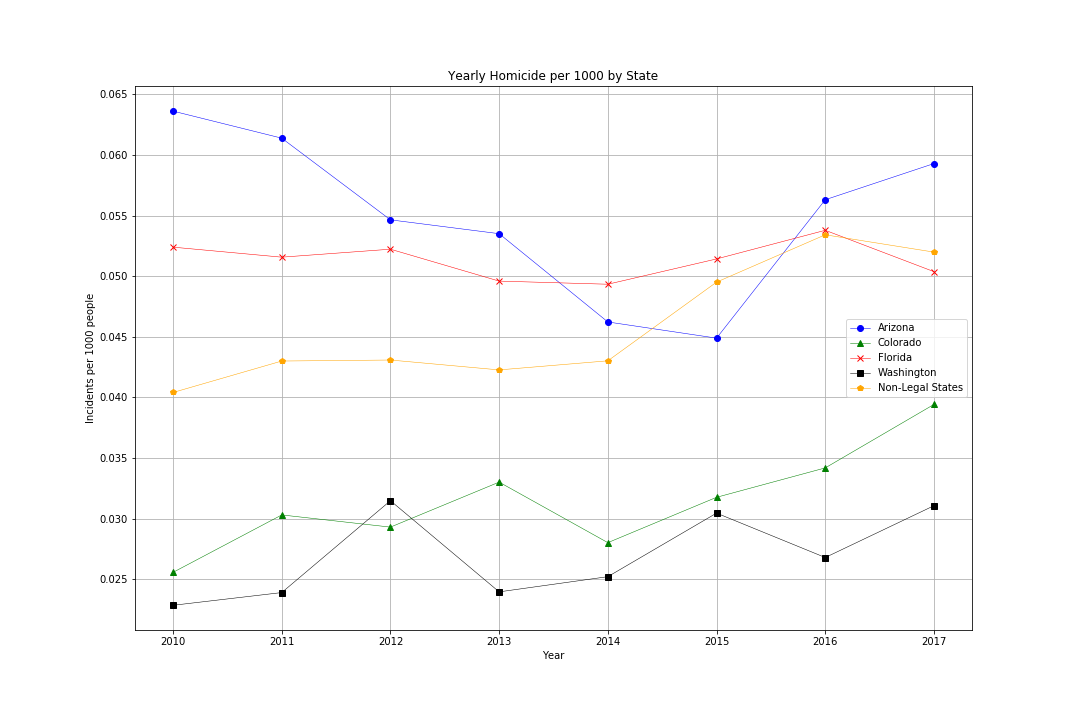 Yearly Homicide per 1000 by State
0.065
0.060
0.055
0.050
0.045
0.040
0.035
0.030
0.025
Incidents per 1000 people
Arizona
Colorado
Florida
Washington
Non-Legal States
2010 2011 2012 2013 2014 2015 2016 2017
Year